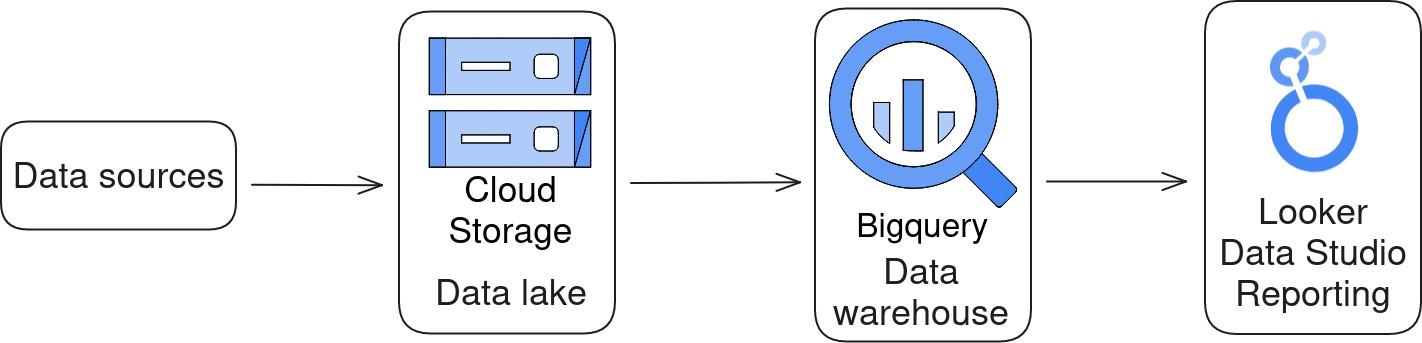 Data sources
Cloud
Storage
Data lake
Bigquery
Data
warehouse
Looker
Data Studio
Reporting